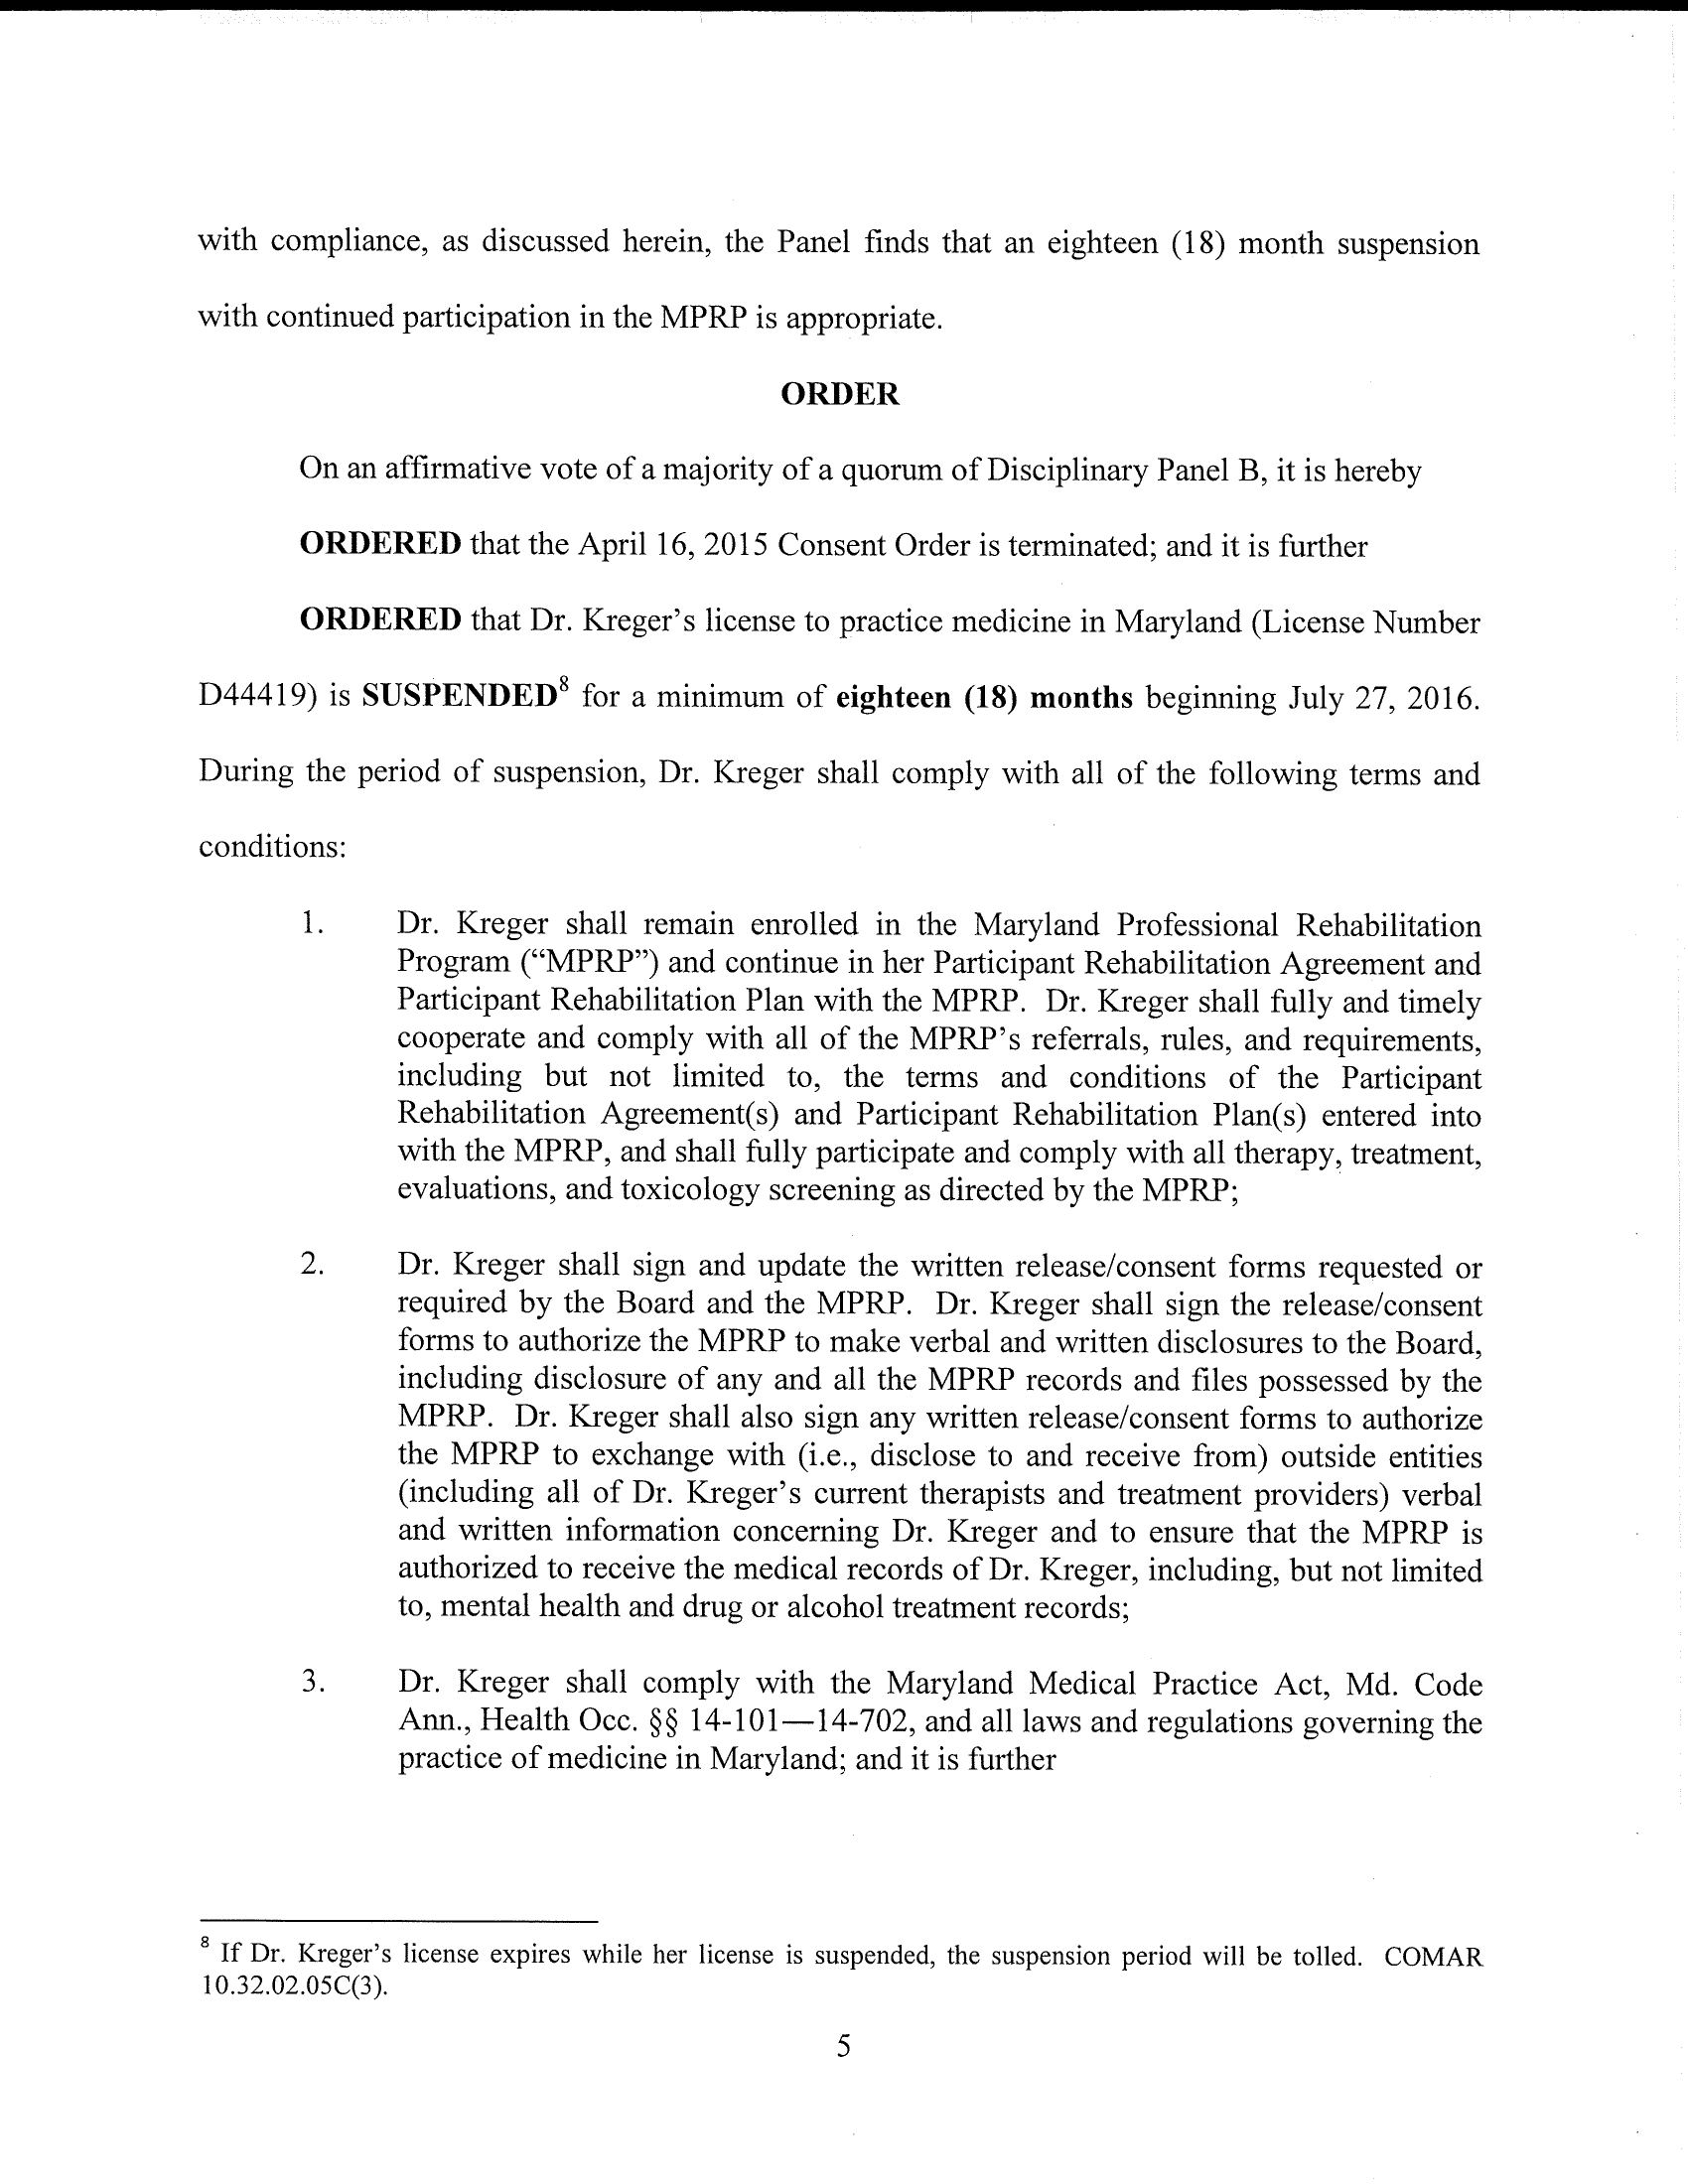 with compliance, as discussed herein, the Panel finds that an eighteen (18) month suspension
with continued participation in the MPRP is appropriate.
ORDER
On an affirmative vote of a majority of a quorum of Disciplinary Panel B, it is hereby
ORDERED that the April 16, 2015 Consent Order is terminated; and it is further
ORDERED that Dr. Kreger's license to practice medicine in Maryland (License Number
D44419) is SUSPENDED⁸ for a minimum of eighteen (18) months beginning July 27, 2016.
During the period of suspension, Dr. Kreger shall comply with all of the following terms and
conditions:
1. Dr. Kreger shall remain enrolled in the Maryland Professional Rehabilitation
Program (“MPRP”) and continue in her Participant Rehabilitation Agreement and
Participant Rehabilitation Plan with the MPRP. Dr. Kreger shall fully and timely
cooperate and comply with all of the MPRP's referrals, rules, and requirements,
including but not limited to, the terms and conditions of the Participant
Rehabilitation Agreement(s) and Participant Rehabilitation Plan(s) entered into
with the MPRP, and shall fully participate and comply with all therapy, treatment,
evaluations, and toxicology screening as directed by the MPRP;
2. Dr. Kreger shall sign and update the written release/consent forms requested or
required by the Board and the MPRP. Dr. Kreger shall sign the release/consent
forms to authorize the MPRP to make verbal and written disclosures to the Board,
including disclosure of any and all the MPRP records and files possessed by the
MPRP. Dr. Kreger shall also sign any written release/consent forms to authorize
the MPRP to exchange with (i.e., disclose to and receive from) outside entities
(including all of Dr. Kreger's current therapists and treatment providers) verbal
and written information concerning Dr. Kreger and to ensure that the MPRP is
authorized to receive the medical records of Dr. Kreger, including, but not limited
to, mental health and drug or alcohol treatment records;
3. Dr. Kreger shall comply with the Maryland Medical Practice Act, Md. Code
Ann., Health Occ. §§ 14-101—14-702, and all laws and regulations governing the
practice of medicine in Maryland; and it is further
⁸ If Dr. Kreger's license expires while her license is suspended, the suspension period will be tolled. COMAR
10.32.02.05C(3).
5